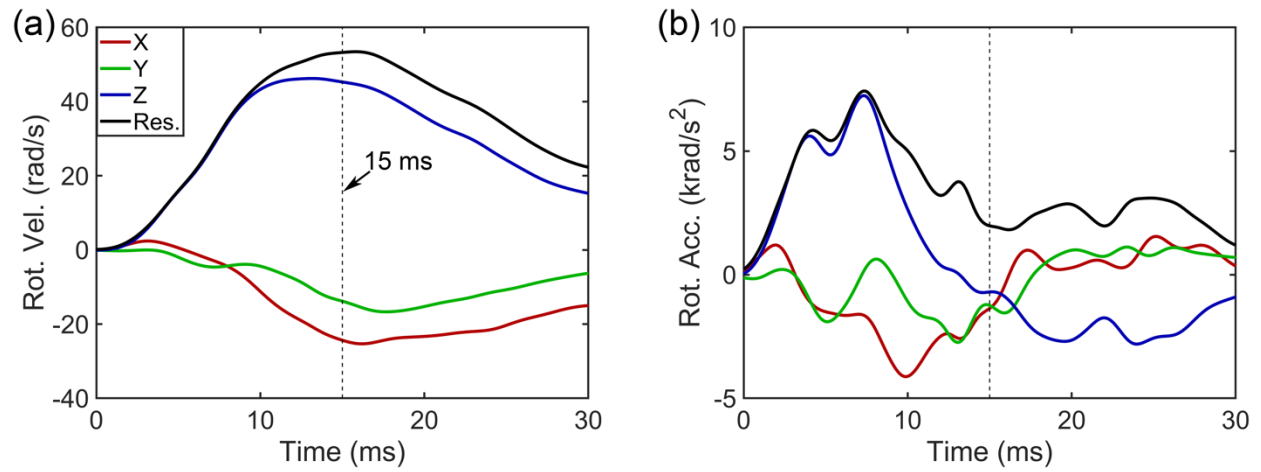 (a)
60
40
20
0
-20
-40
Rot. Vel. (rad/s)
X
Y
Z
Res.
15 ms
0 10 20 30
Time (ms)
(b)
10
5
0
-5
Rot. Acc. (krad/s²)
0 10 20 30
Time (ms)